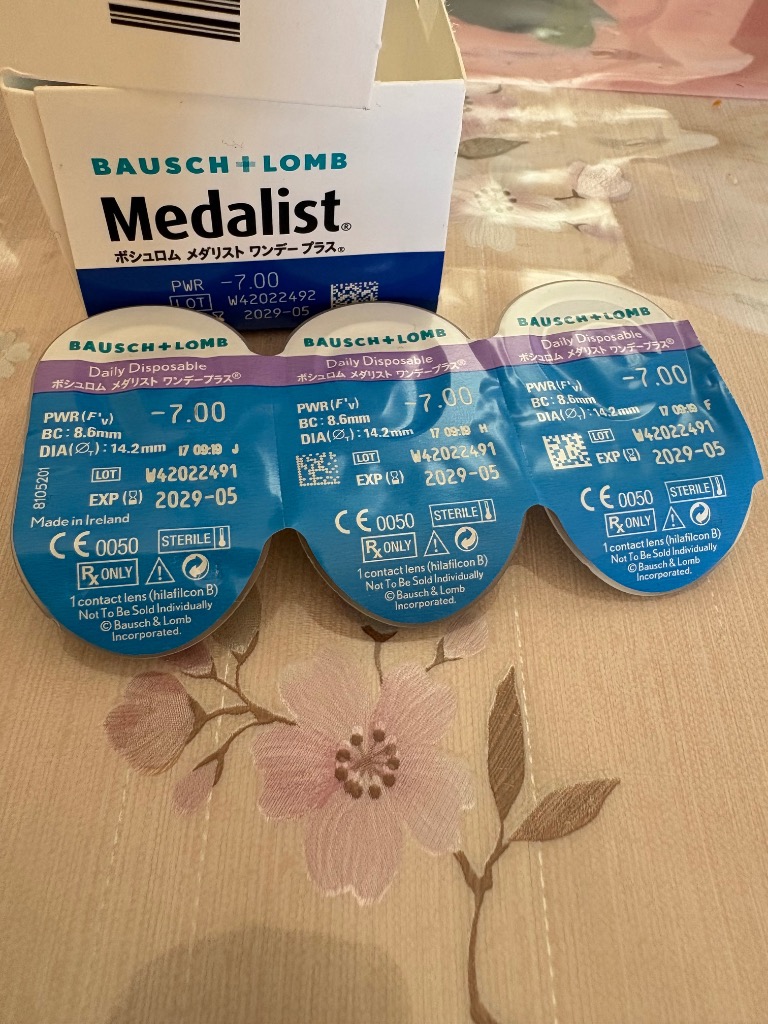 BAUSCH+LOMB
Medalist®
ボシュロム メダリスト ワンデー プラス®
PWR -7.00
LOT W42022492
2029-05
BAUSCH+LOMB
Daily Disposable
ボシュロム メダリスト ワンデープラス®
PWR(F'v) -7.00
BC: 8.6mm
DIA(∅T): 14.2mm 17 09:19 J
LOT W42022491
EXP 2029-05
8105201
Made in Ireland
CE 0050 STERILE
Rx ONLY
1 contact lens (hilafilcon B)
Not To Be Sold Individually
© Bausch & Lomb
Incorporated.
BAUSCH+LOMB
Daily Disposable
ボシュロム メダリスト ワンデープラス®
PWR(F'v) -7.00
BC: 8.6mm
DIA(∅T): 14.2mm 17 09:19 H
LOT W42022491
EXP 2029-05
CE 0050 STERILE
Rx ONLY
1 contact lens (hilafilcon B)
Not To Be Sold Individually
© Bausch & Lomb
Incorporated.
BAUSCH+LOMB
Daily Disposable
ボシュロム メダリスト ワンデープラス®
PWR(F'v) -7.00
BC: 8.6mm
DIA(∅T): 14.2mm 17 09:19 F
LOT W42022491
EXP 2029-05
CE 0050 STERILE
Rx ONLY
1 contact lens (hilafilcon B)
Not To Be Sold Individually
© Bausch & Lomb
Incorporated.